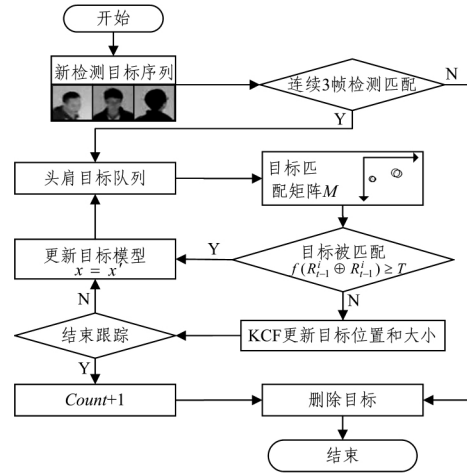 开始
新检测目标序列
连续3帧检测匹配
N
Y
头肩目标队列
目标匹
配矩阵M
更新目标模型
x = x′
Y
目标被匹配
f(R^i_{t-1} ⊕ R^i_{t-1}) ≥ T
N
N
结束跟踪
KCF更新目标位置和大小
Y
Count+1
删除目标
结束